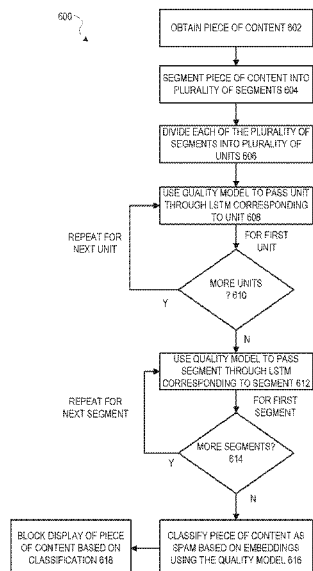 600
OBTAIN PIECE OF CONTENT 602
SEGMENT PIECE OF CONTENT INTO
PLURALITY OF SEGMENTS 604
DIVIDE EACH OF THE PLURALITY OF
SEGMENTS INTO PLURALITY OF
UNITS 606
USE QUALITY MODEL TO PASS UNIT
THROUGH LSTM CORRESPONDING
TO UNIT 608
REPEAT FOR
NEXT UNIT
FOR FIRST
UNIT
MORE UNITS
? 610
Y
N
USE QUALITY MODEL TO PASS
SEGMENT THROUGH LSTM
CORRESPONDING TO SEGMENT 612
REPEAT FOR
NEXT SEGMENT
FOR FIRST
SEGMENT
MORE SEGMENTS?
614
Y
N
BLOCK DISPLAY OF PIECE
OF CONTENT BASED ON
CLASSIFICATION 618
CLASSIFY PIECE OF CONTENT AS
SPAM BASED ON EMBEDDINGS
USING THE QUALITY MODEL 616